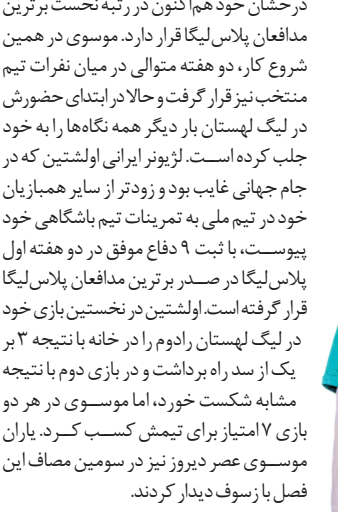 درخشان خود هم‌اکنون در رتبه نخست برترین
مدافعان پلاس‌لیگا قرار دارد. موسوی در همین
شروع کار، دو هفته متوالی در میان نفرات تیم
منتخب نیز قرار گرفت و حالا در ابتدای حضورش
در لیگ لهستان بار دیگر همه نگاه‌ها را به خود
جلب کرده است. لژیونر ایرانی اولشتین که در
جام جهانی غایب بود و زودتر از سایر همبازیان
خود در تیم ملی به تمرینات تیم باشگاهی خود
پیوست، با ثبت ۹ دفاع موفق در دو هفته اول
پلاس‌لیگا در صدر برترین مدافعان پلاس‌لیگا
قرار گرفته است. اولشتین در نخستین بازی خود
در لیگ لهستان رادوم را در خانه با نتیجه ۳ بر
یک از سد راه برداشت و در بازی دوم با نتیجه
مشابه شکست خورد، اما موسوی در هر دو
بازی ۷ امتیاز برای تیمش کسب کرد. یاران
موسوی عصر دیروز نیز در سومین مصاف این
فصل با زسوف دیدار کردند.